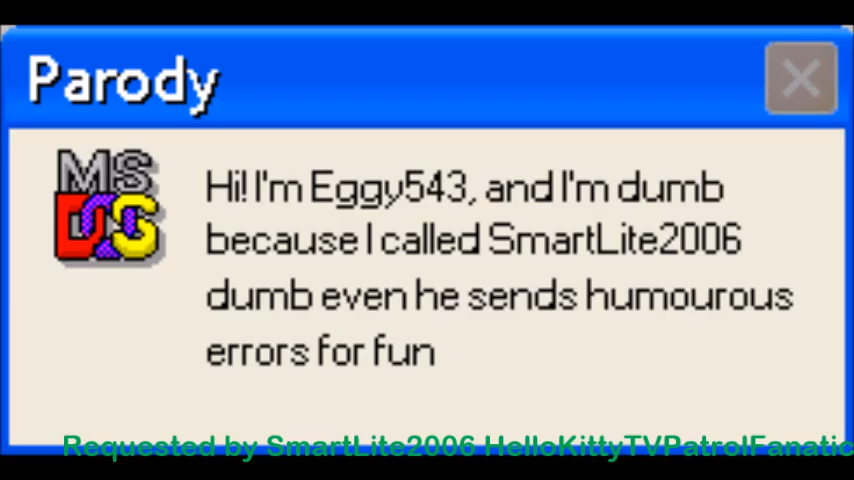 Parody
MS
DOS
Hi! I'm Eggy543, and I'm dumb
because I called SmartLite2006
dumb even he sends humourous
errors for fun
Requested by SmartLite2006 HelloKittyTVPatrolFanatic